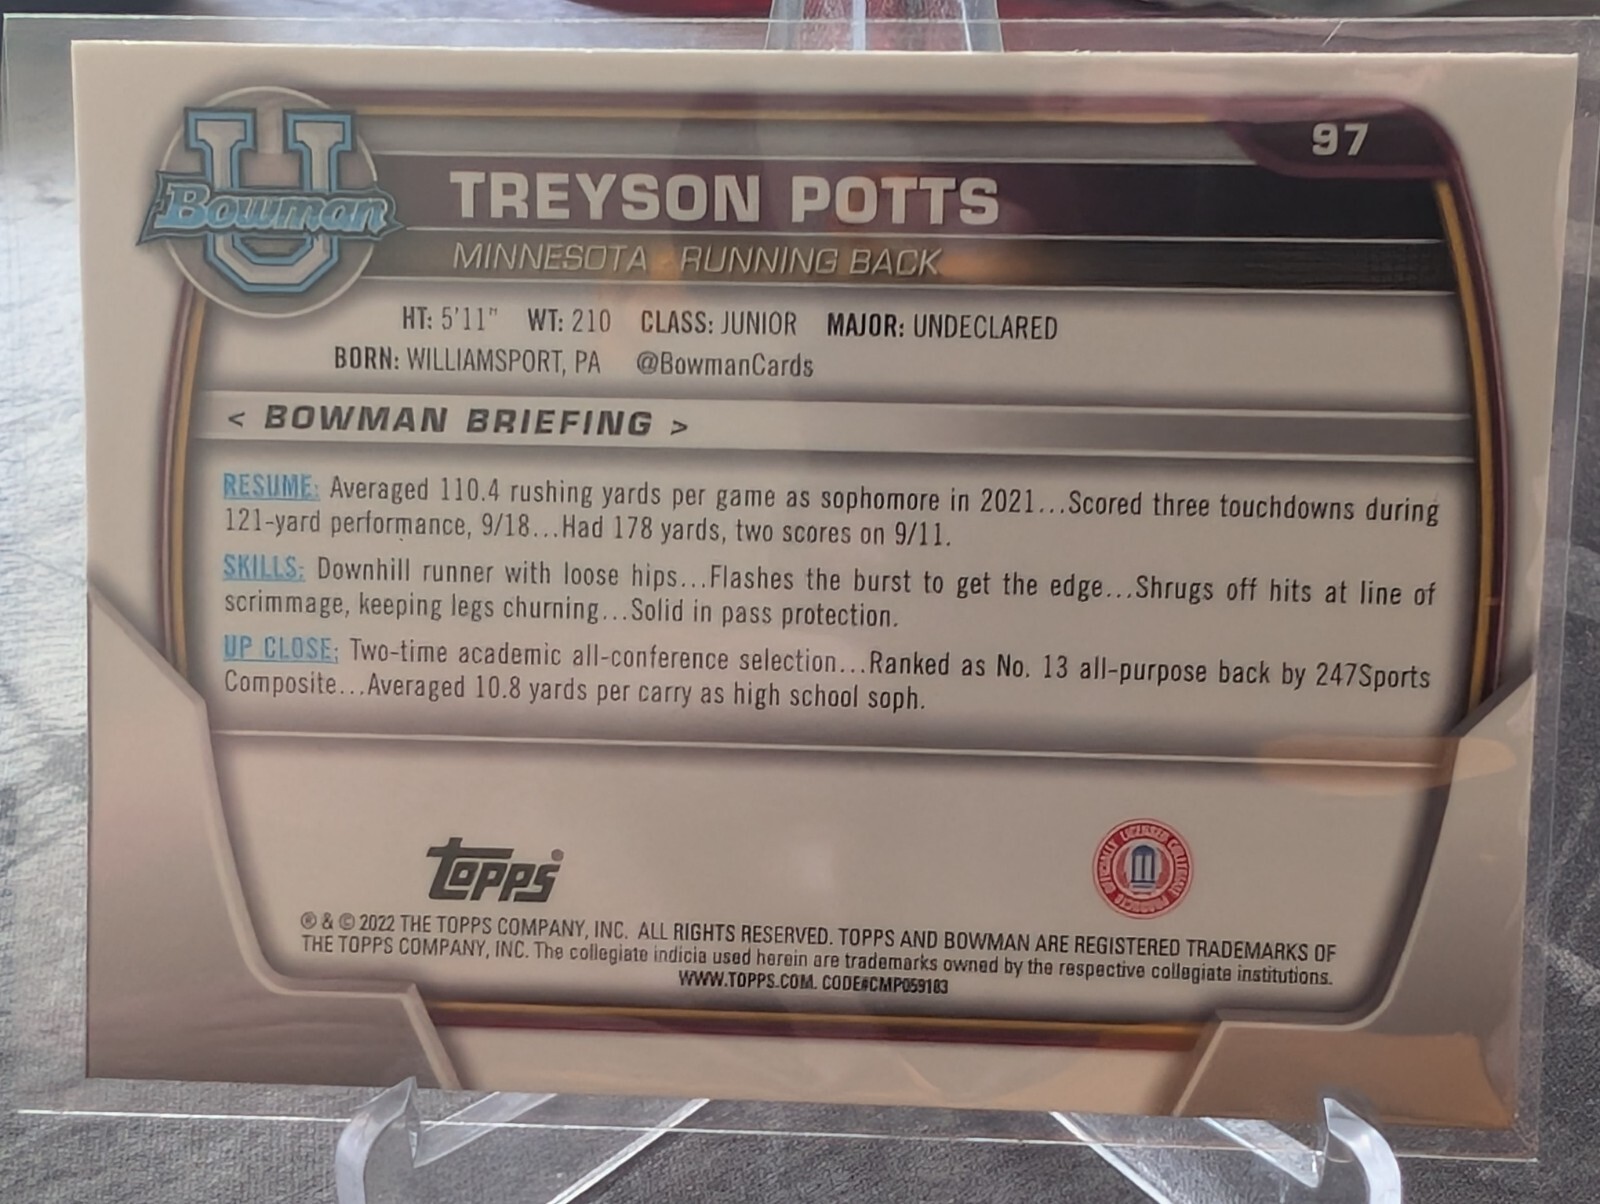 97
U
Bowman
TREYSON POTTS
MINNESOTA RUNNING BACK
HT: 5'11" WT: 210 CLASS: JUNIOR MAJOR: UNDECLARED
BORN: WILLIAMSPORT, PA @BowmanCards
< BOWMAN BRIEFING >
RESUME: Averaged 110.4 rushing yards per game as sophomore in 2021...Scored three touchdowns during
121-yard performance, 9/18...Had 178 yards, two scores on 9/11.
SKILLS: Downhill runner with loose hips...Flashes the burst to get the edge...Shrugs off hits at line of
scrimmage, keeping legs churning...Solid in pass protection.
UP CLOSE: Two-time academic all-conference selection...Ranked as No. 13 all-purpose back by 247Sports
Composite...Averaged 10.8 yards per carry as high school soph.
topps
OFFICIALLY LICENSED COLLEGIATE PRODUCTS
® & © 2022 THE TOPPS COMPANY, INC. ALL RIGHTS RESERVED. TOPPS AND BOWMAN ARE REGISTERED TRADEMARKS OF
THE TOPPS COMPANY, INC. The collegiate indicia used herein are trademarks owned by the respective collegiate institutions.
WWW.TOPPS.COM. CODE#CMP059183